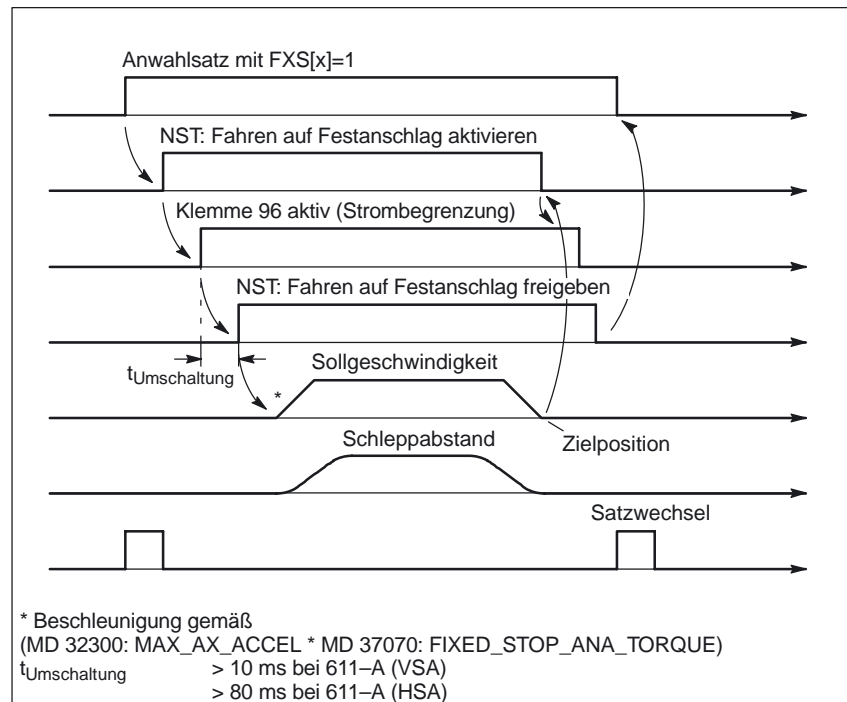 Anwahlsatz mit FXS[x]=1
NST: Fahren auf Festanschlag aktivieren
Klemme 96 aktiv (Strombegrenzung)
NST: Fahren auf Festanschlag freigeben
tUmschaltung
Sollgeschwindigkeit
*
Zielposition
Schleppabstand
Satzwechsel
* Beschleunigung gemäß
(MD 32300: MAX_AX_ACCEL * MD 37070: FIXED_STOP_ANA_TORQUE)
tUmschaltung > 10 ms bei 611–A (VSA)
> 80 ms bei 611–A (HSA)